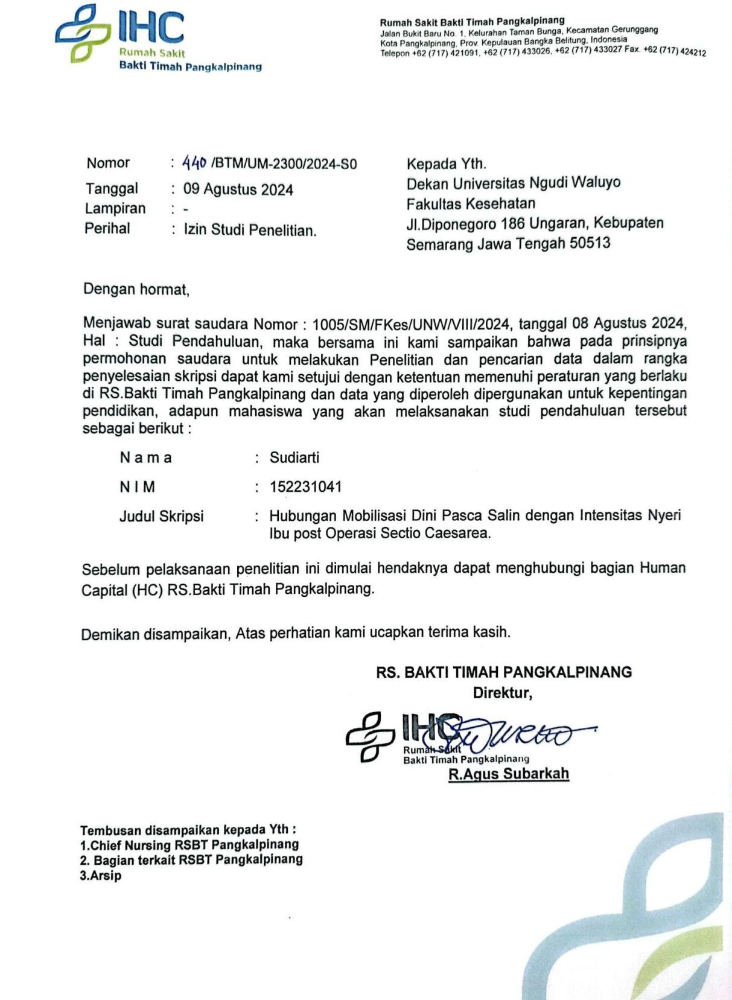 IHC
Rumah Sakit
Bakti Timah Pangkalpinang
Rumah Sakit Bakti Timah Pangkalpinang
Jalan Bukit Baru No. 1, Kelurahan Taman Bunga, Kecamatan Gerunggang
Kota Pangkalpinang, Prov. Kepulauan Bangka Belitung, Indonesia
Telepon +62 (717) 421091, +62 (717) 433026, +62 (717) 433027 Fax. +62 (717) 424212
Nomor : 440 /BTM/UM-2300/2024-S0
Tanggal : 09 Agustus 2024
Lampiran : -
Perihal : Izin Studi Penelitian.
Kepada Yth.
Dekan Universitas Ngudi Waluyo
Fakultas Kesehatan
Jl.Diponegoro 186 Ungaran, Kebupaten
Semarang Jawa Tengah 50513
Dengan hormat,
Menjawab surat saudara Nomor : 1005/SM/FKes/UNW/VIII/2024, tanggal 08 Agustus 2024,
Hal : Studi Pendahuluan, maka bersama ini kami sampaikan bahwa pada prinsipnya
permohonan saudara untuk melakukan Penelitian dan pencarian data dalam rangka
penyelesaian skripsi dapat kami setujui dengan ketentuan memenuhi peraturan yang berlaku
di RS.Bakti Timah Pangkalpinang dan data yang diperoleh dipergunakan untuk kepentingan
pendidikan, adapun mahasiswa yang akan melaksanakan studi pendahuluan tersebut
sebagai berikut :
N a m a : Sudiarti
N I M : 152231041
Judul Skripsi : Hubungan Mobilisasi Dini Pasca Salin dengan Intensitas Nyeri
Ibu post Operasi Sectio Caesarea.
Sebelum pelaksanaan penelitian ini dimulai hendaknya dapat menghubungi bagian Human
Capital (HC) RS.Bakti Timah Pangkalpinang.
Demikan disampaikan, Atas perhatian kami ucapkan terima kasih.
RS. BAKTI TIMAH PANGKALPINANG
Direktur,
IHC
Rumah Sakit
Bakti Timah Pangkalpinang
R.Agus Subarkah
Tembusan disampaikan kepada Yth :
1.Chief Nursing RSBT Pangkalpinang
2. Bagian terkait RSBT Pangkalpinang
3.Arsip